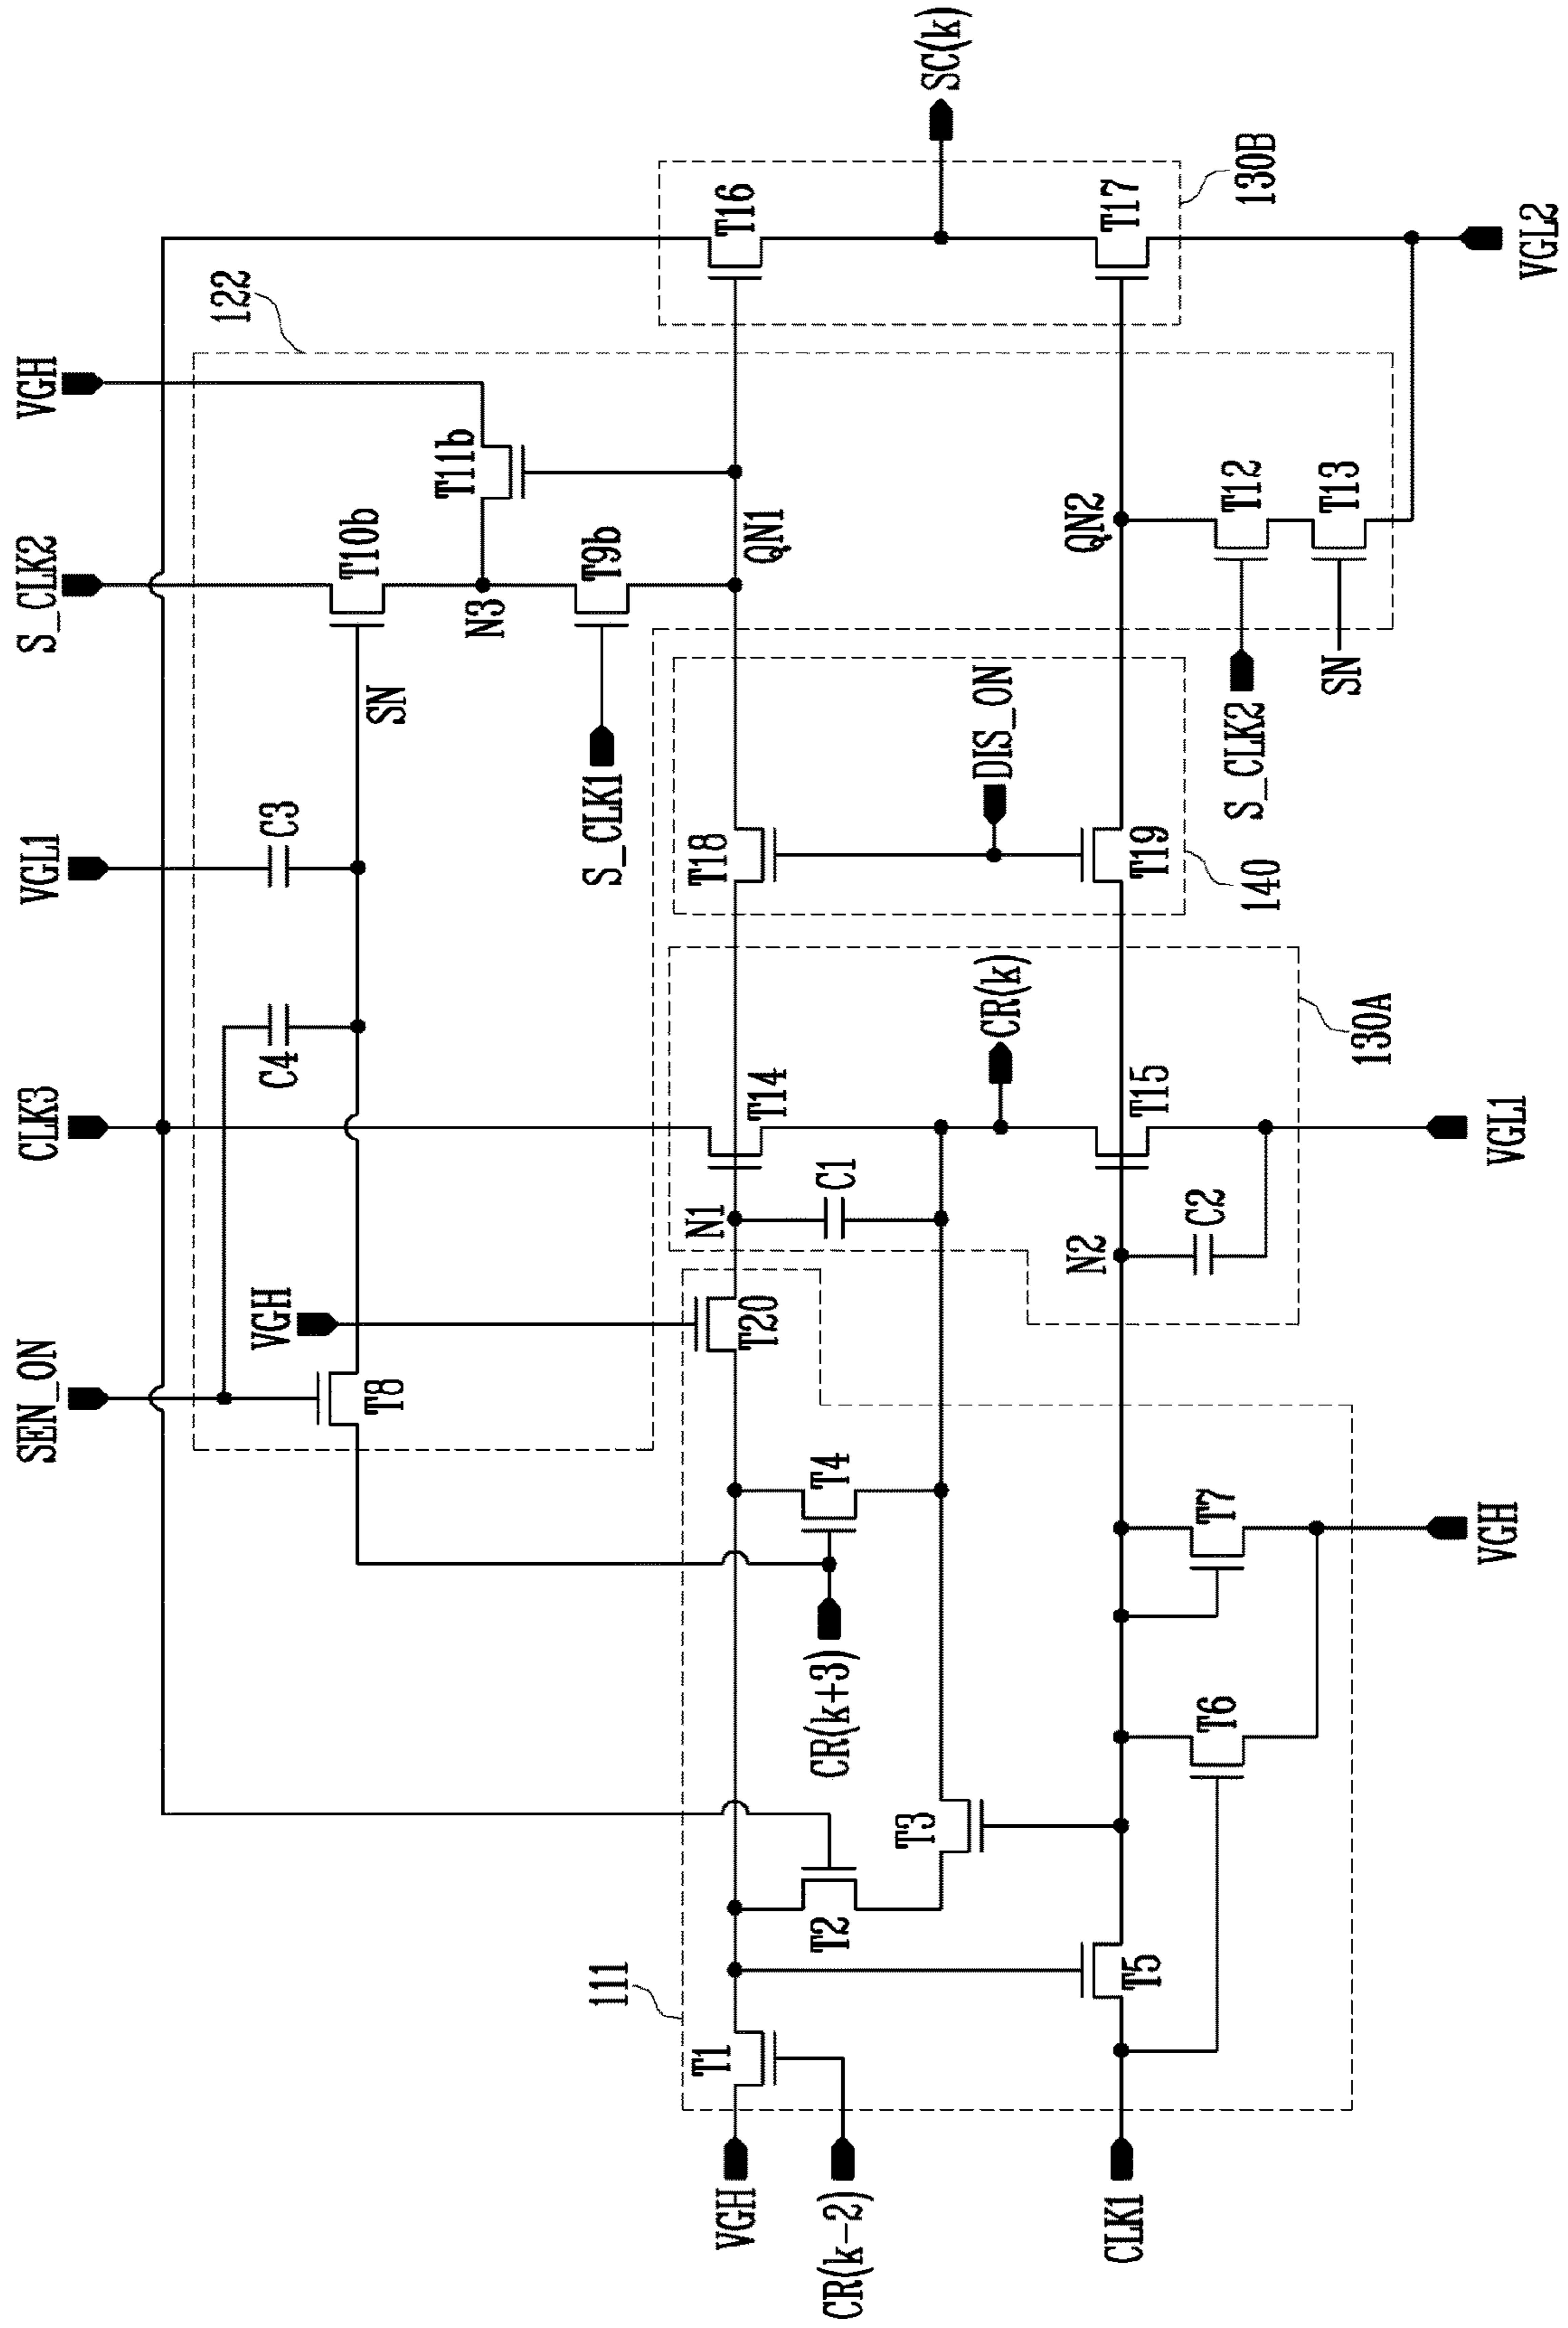 SEN_ON
CLK3
VGL1
S_CLK2
VGH
122
VGH
C4
C3
T8
SN
T10b
T11b
N3
S_CLK1
T9b
111
VGH
T1
T20
N1
T14
T18
QN1
T16
CR(k-2)
T2
CR(k+3)
T4
C1
T3
CR(k)
DIS_ON
SC(k)
CLK1
T5
N2
T15
T19
QN2
T17
T6
T7
C2
S_CLK2
T12
130B
140
SN
T13
130A
VGH
VGL1
VGL2